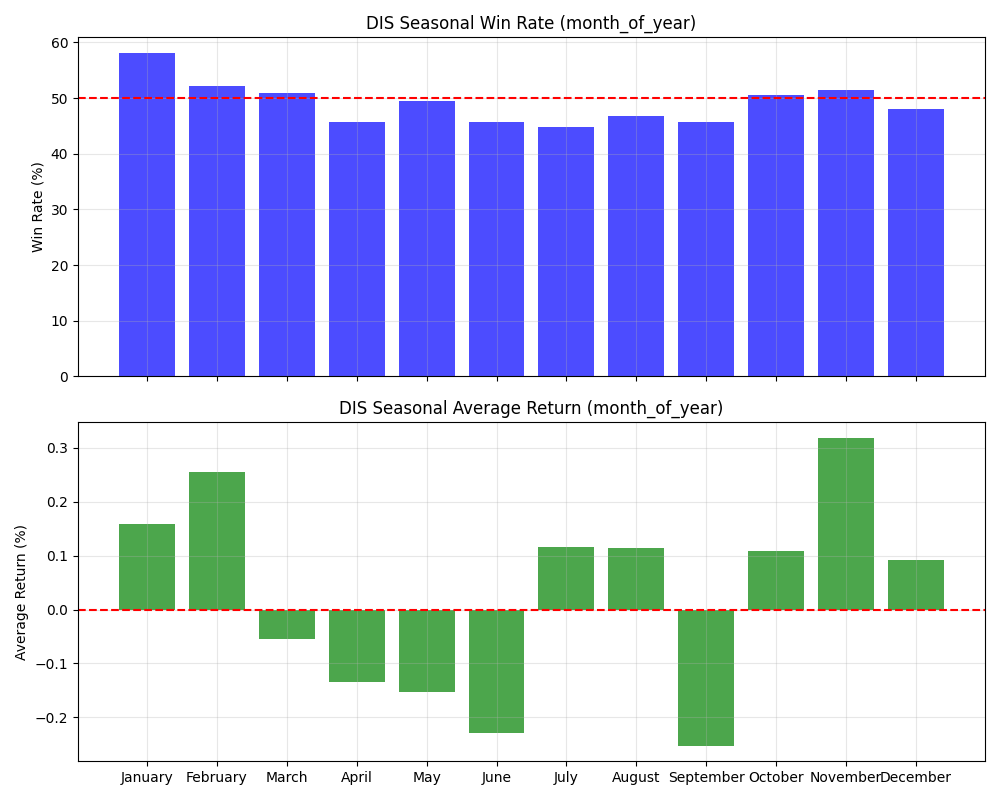 DIS Seasonal Win Rate (month_of_year)
60
50
40
30
20
10
0
Win Rate (%)
DIS Seasonal Average Return (month_of_year)
0.3
0.2
0.1
0.0
−0.1
−0.2
Average Return (%)
January February March April May June July August September October November December